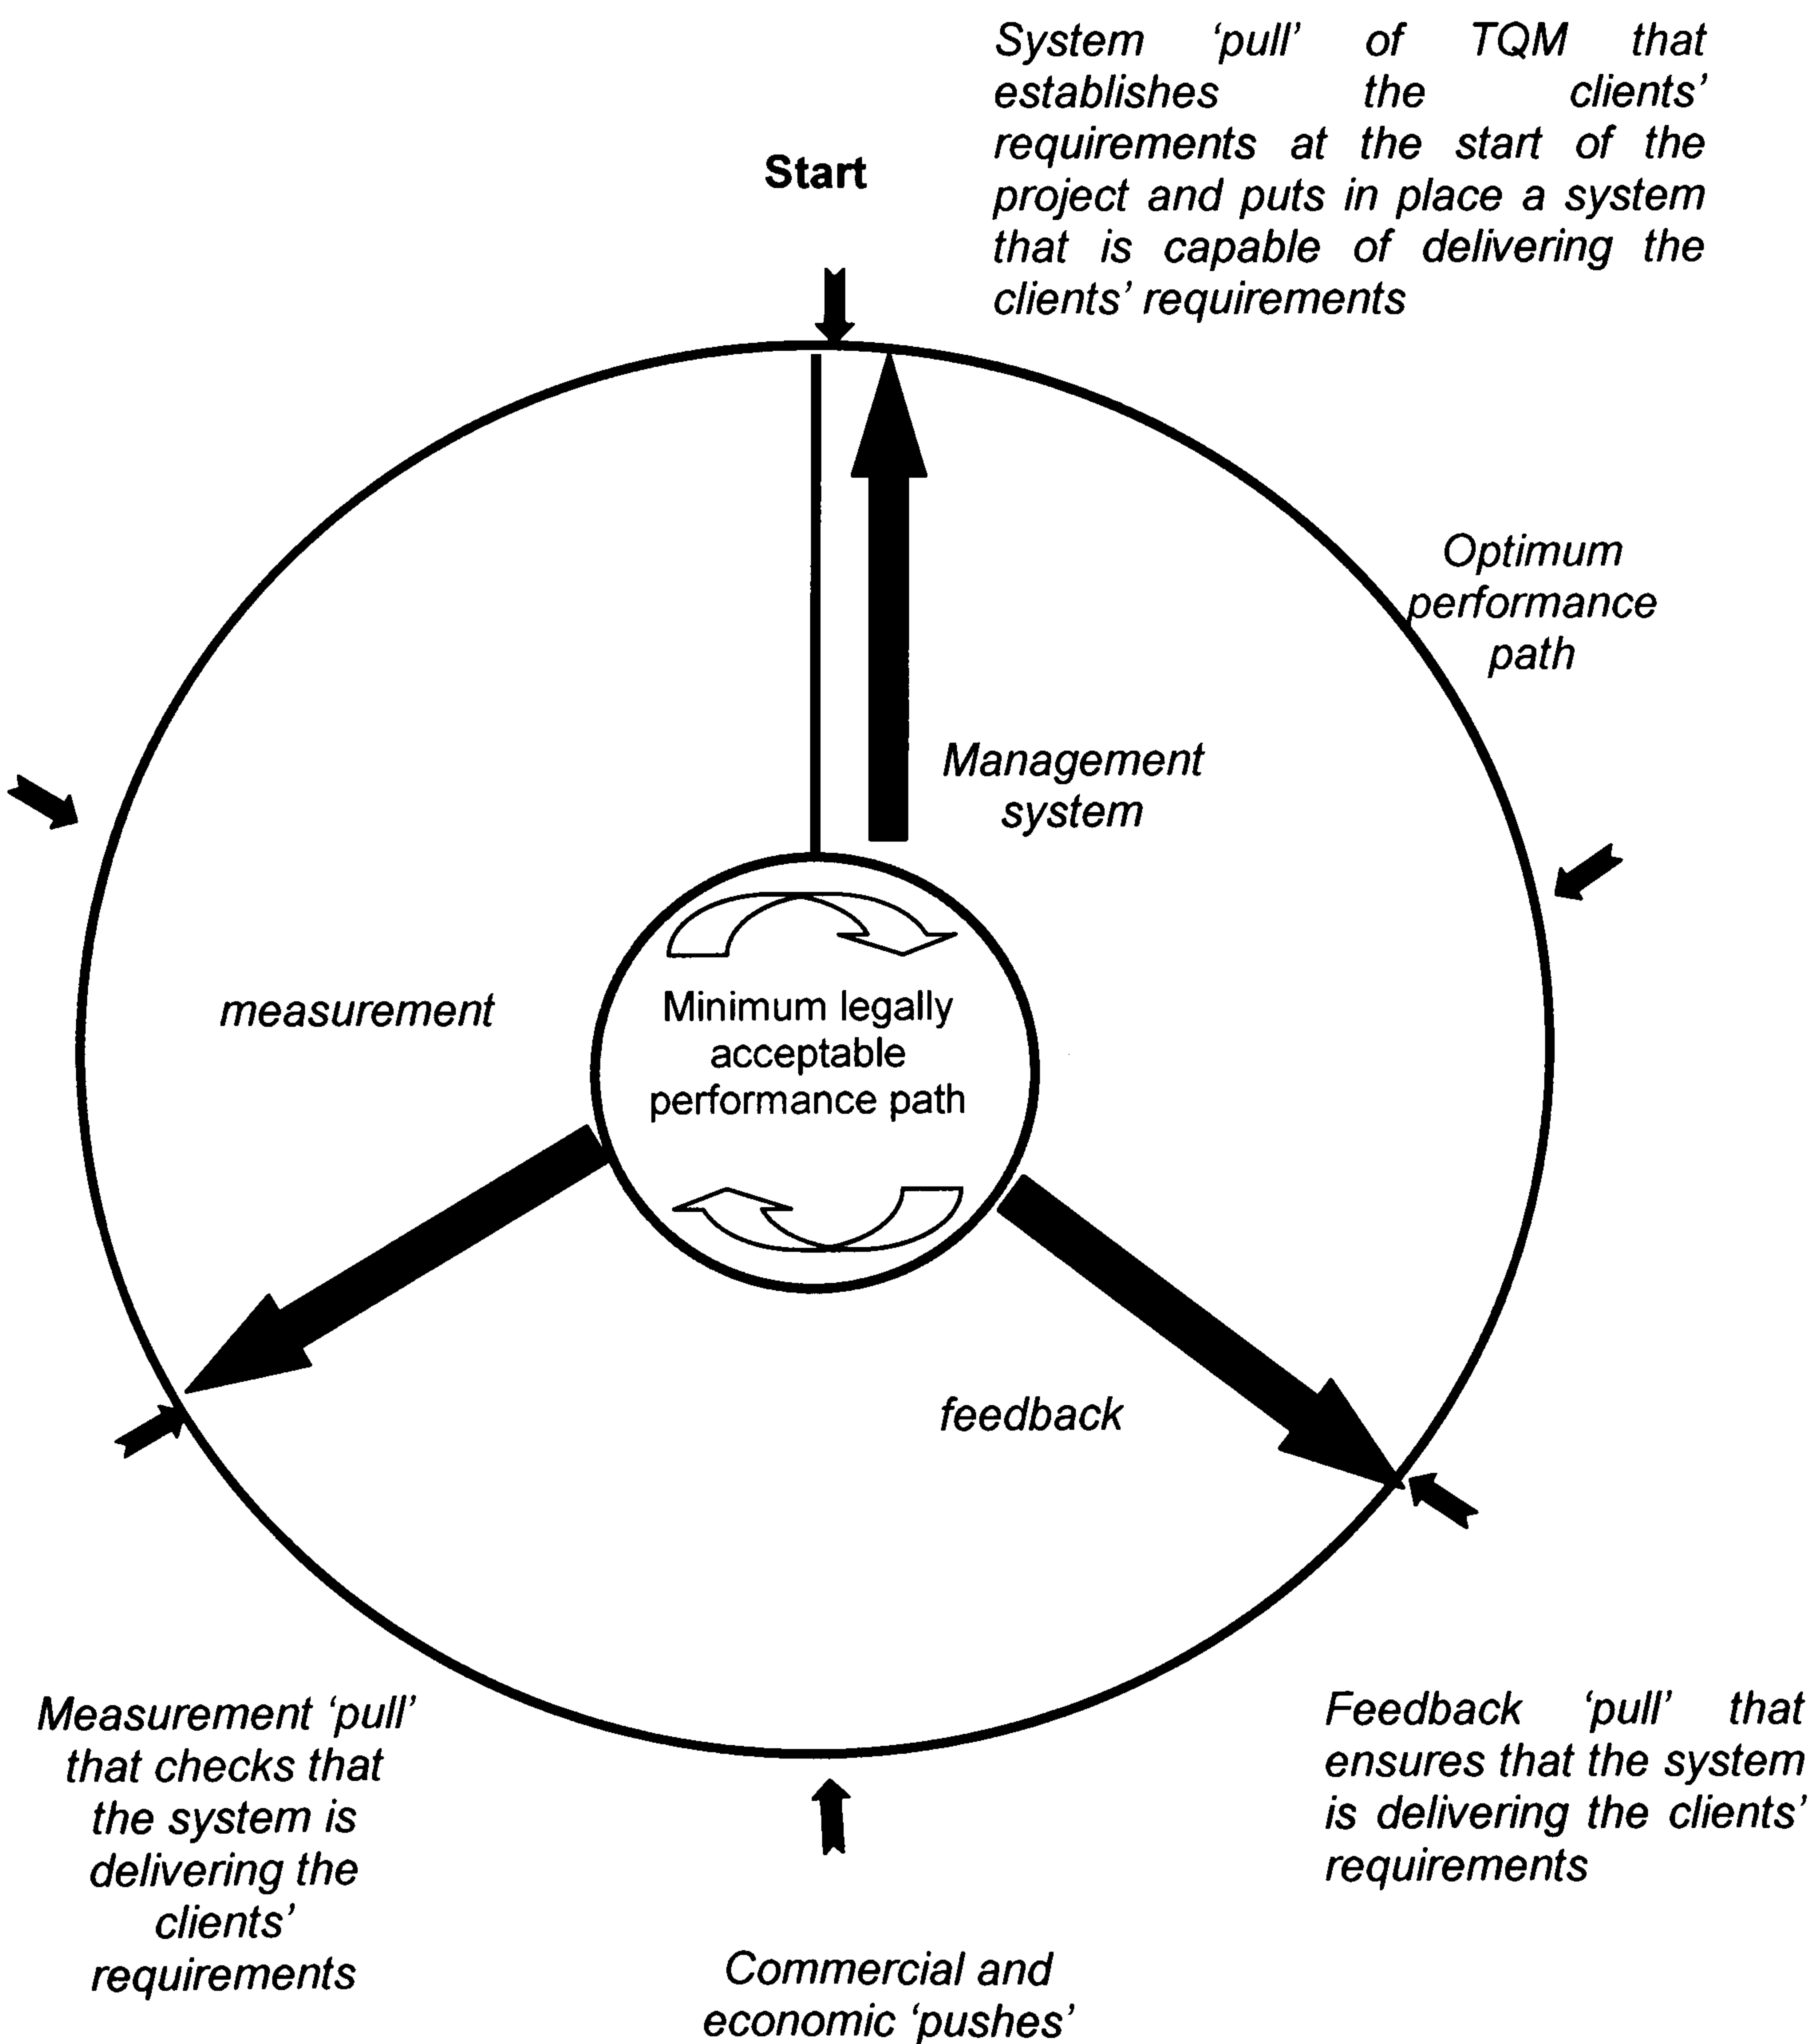 System ‘pull’ of TQM that
establishes the clients’
requirements at the start of the
project and puts in place a system
that is capable of delivering the
clients’ requirements
Start
Optimum
performance
path
Management
system
measurement
Minimum legally
acceptable
performance path
feedback
Measurement ‘pull’
that checks that
the system is
delivering the
clients’
requirements
Feedback ‘pull’ that
ensures that the system
is delivering the clients’
requirements
Commercial and
economic ‘pushes’